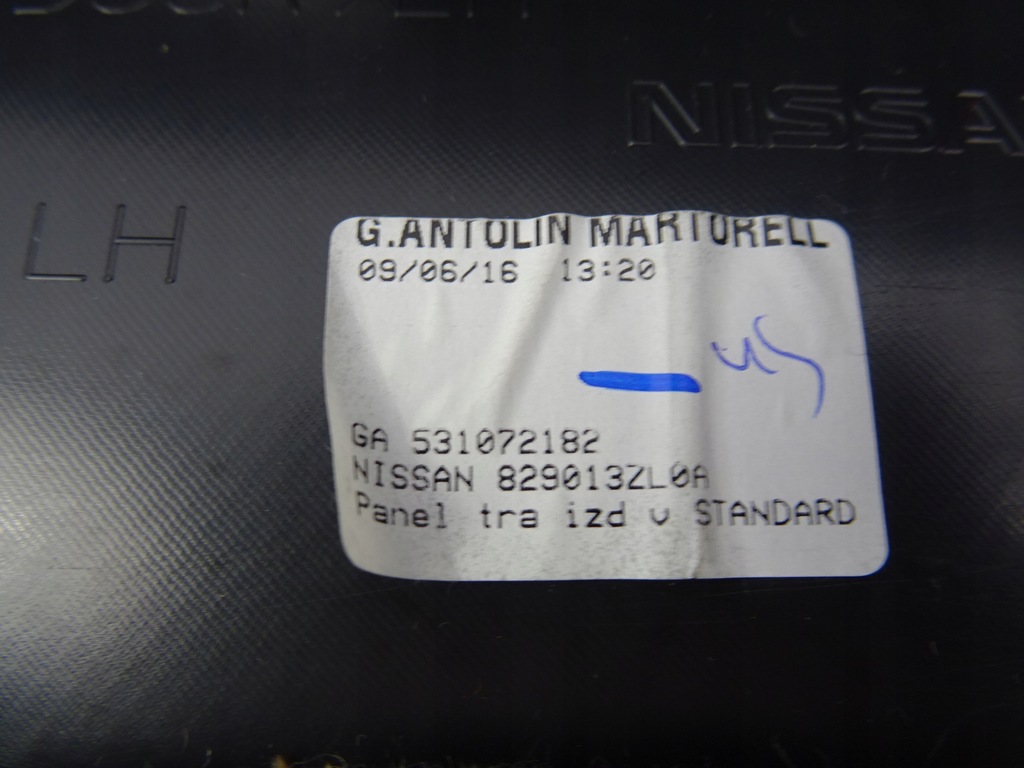 NISSA
LH
G.ANTOLIN MARTORELL
09/06/16 13:20
GA 531072182
NISSAN 829013ZL0A
Panel tra izd v STANDARD